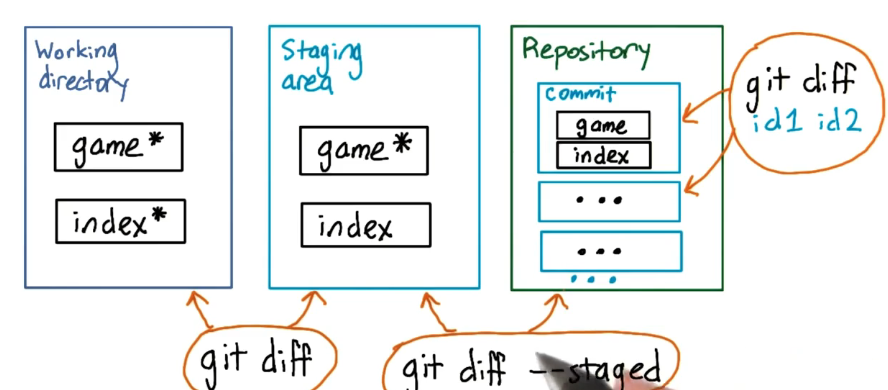 Working
directory
game*
index*
Staging
area
game*
index
Repository
commit
game
index
...
...
...
git diff
id1 id2
git diff
git diff --staged